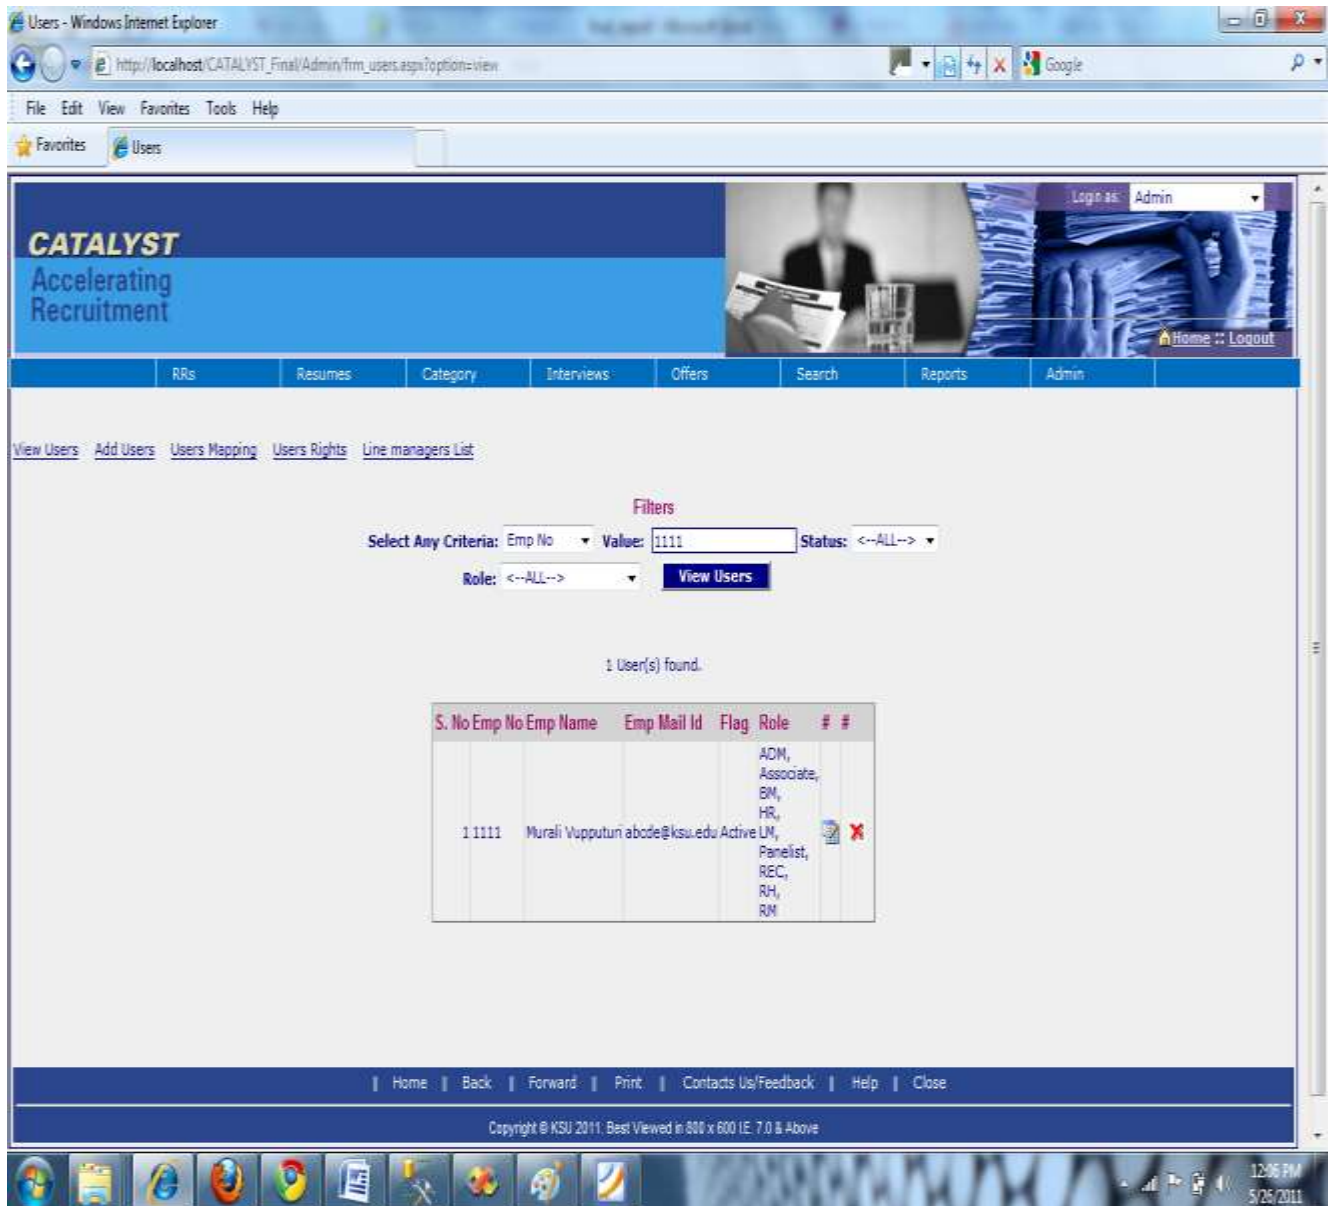 Users - Windows Internet Explorer
http://localhost/CATALYST_Final/Admin/frm_users.aspx?option=view
Google
File Edit View Favorites Tools Help
Favorites Users
Login as: Admin
CATALYST
Accelerating
Recruitment
Home :: Logout
RRs Resumes Category Interviews Offers Search Reports Admin
View Users Add Users Users Mapping Users Rights Line managers List
Filters
Select Any Criteria: Emp No Value: 1111 Status: <--ALL-->
Role: <--ALL--> View Users
1 User(s) found.
S. No Emp No Emp Name Emp Mail Id Flag Role # #
1 1111 Murali Vupputuri abcde@ksu.edu Active ADM,
Associate,
BM,
HR,
LM,
Panelist,
REC,
RH,
RM
| Home | Back | Forward | Print | Contacts Us/Feedback | Help | Close
Copyright © KSU 2011. Best Viewed in 800 x 600 I.E. 7.0 & Above
12:06 PM
5/26/2011